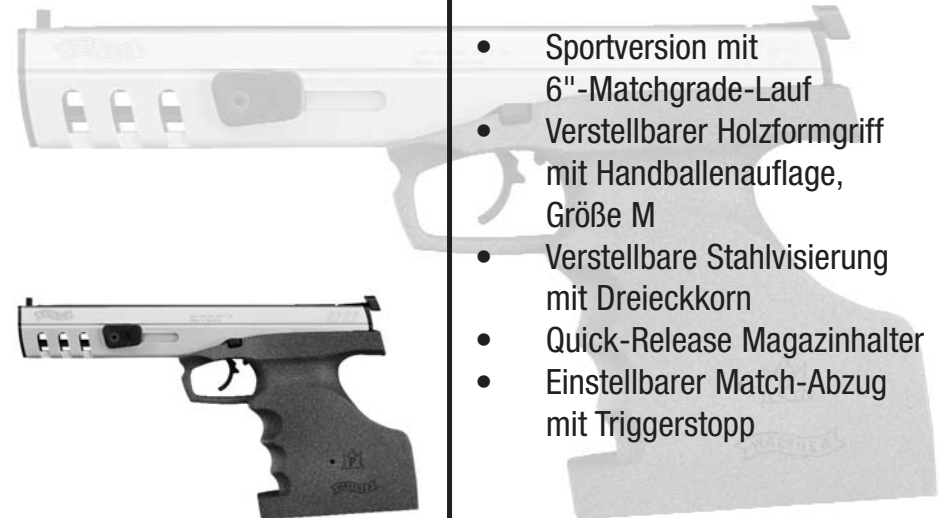 • Sportversion mit
6"-Matchgrade-Lauf
• Verstellbarer Holzformgriff
mit Handballenauflage,
Größe M
• Verstellbare Stahlvisierung
mit Dreieckkorn
• Quick-Release Magazinhalter
• Einstellbarer Match-Abzug
mit Triggerstopp
WALTHER